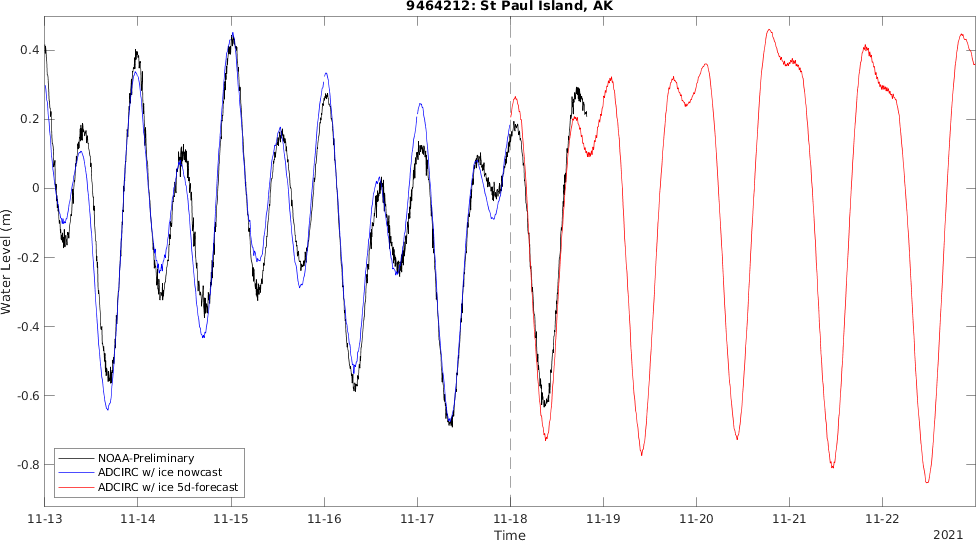 9464212: St Paul Island, AK
Water Level (m)
0.4
0.2
0
-0.2
-0.4
-0.6
-0.8
NOAA-Preliminary
ADCIRC w/ ice nowcast
ADCIRC w/ ice 5d-forecast
11-13 11-14 11-15 11-16 11-17 11-18 11-19 11-20 11-21 11-22
Time
2021